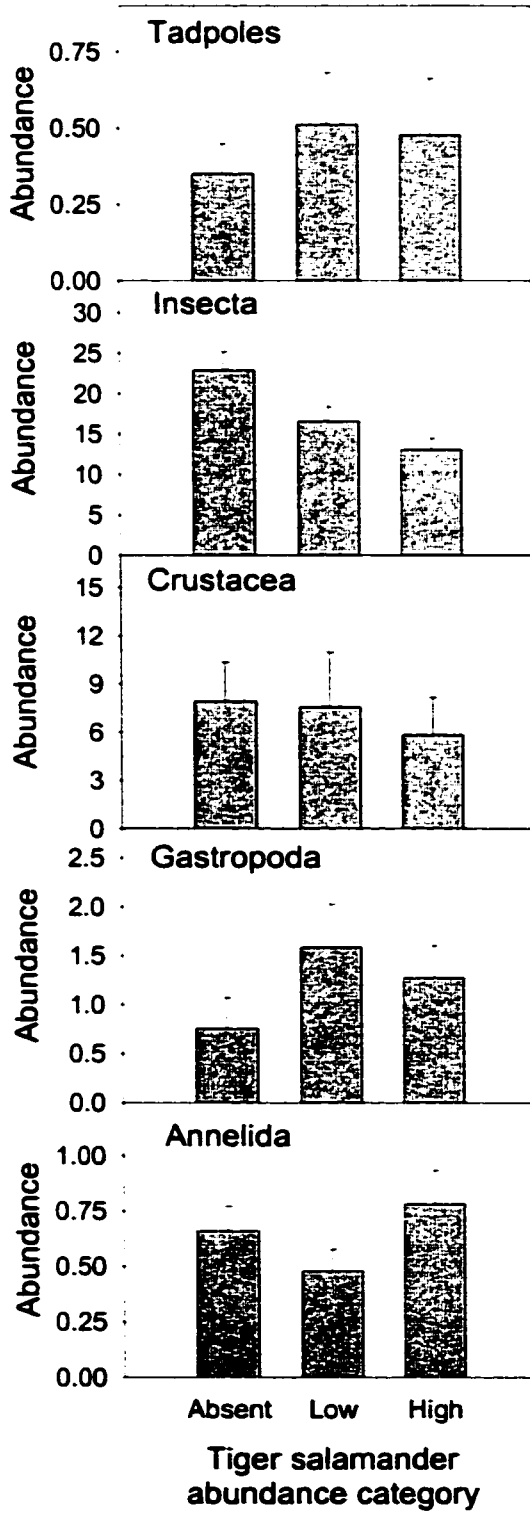 Tadpoles
Abundance
0.75
0.50
0.25
0.00
Insecta
Abundance
30
25
20
15
10
5
0
Crustacea
Abundance
15
12
9
6
3
0
Gastropoda
Abundance
2.5
2.0
1.5
1.0
0.5
0.0
Annelida
Abundance
1.00
0.75
0.50
0.25
0.00
Absent Low High
Tiger salamander
abundance category